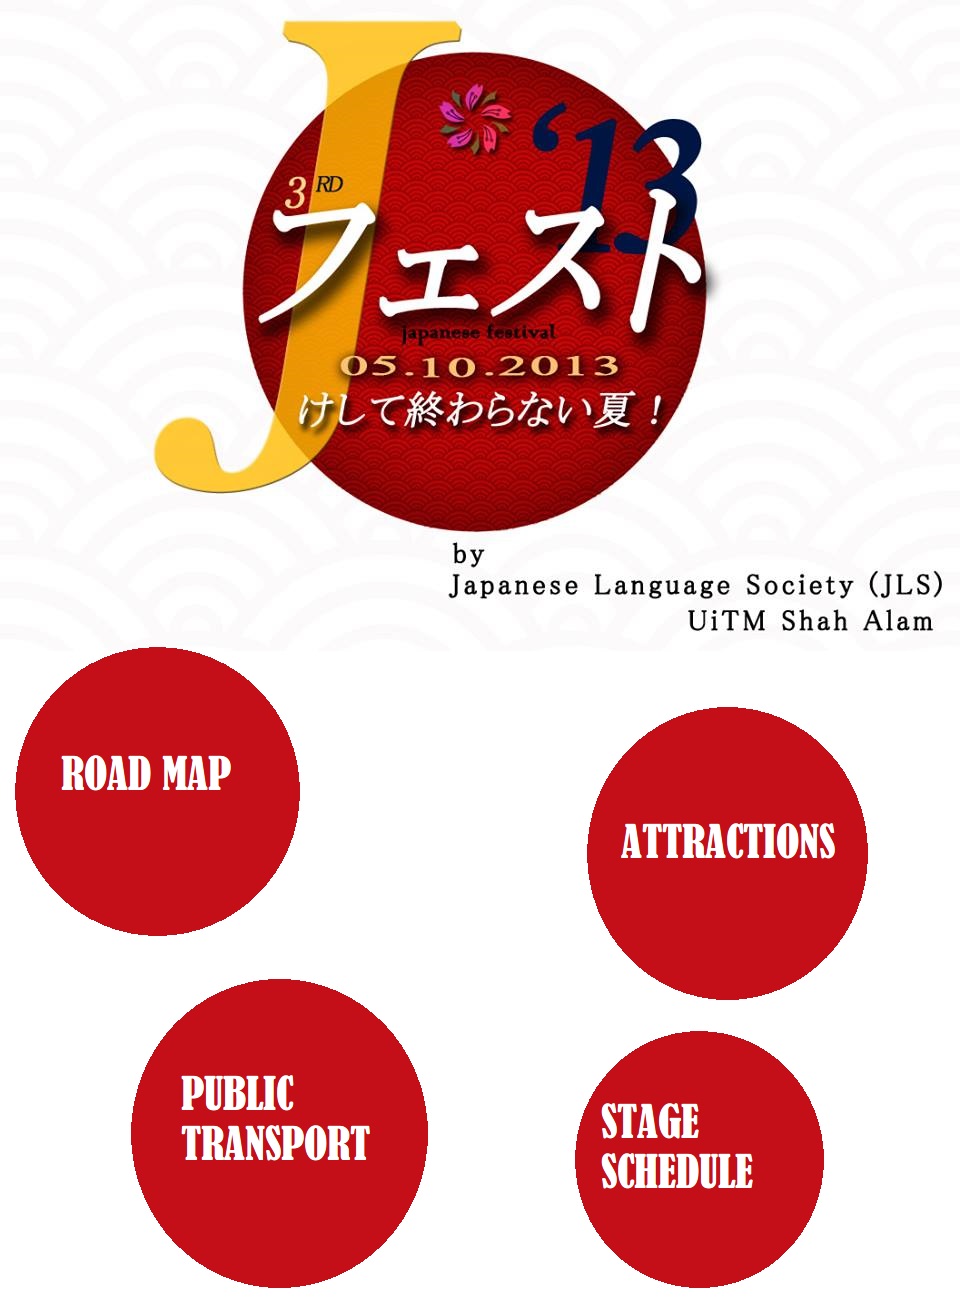 J
'13
3RD
フェスト
japanese festival
05.10.2013
けして終わらない夏！
by
Japanese Language Society (JLS)
UiTM Shah Alam
ROAD MAP
ATTRACTIONS
PUBLIC
TRANSPORT
STAGE
SCHEDULE